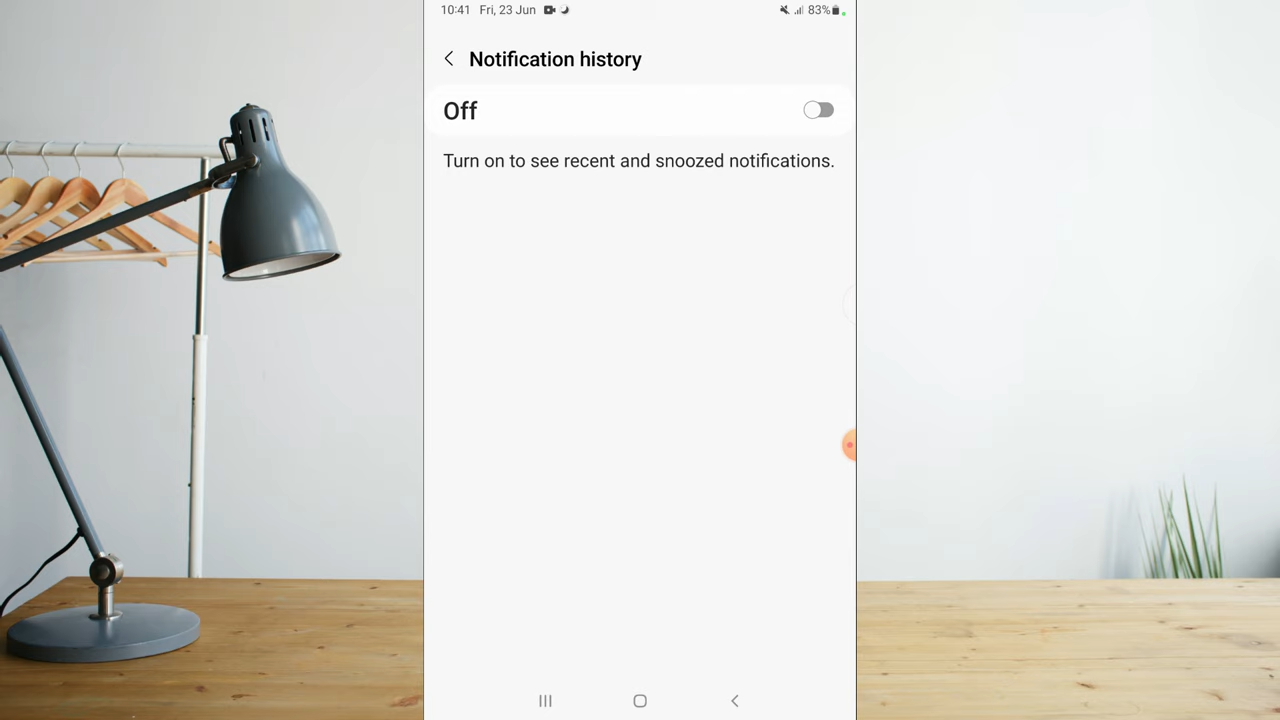 10:41 Fri, 23 Jun 83%
Notification history
Off
Turn on to see recent and snoozed notifications.